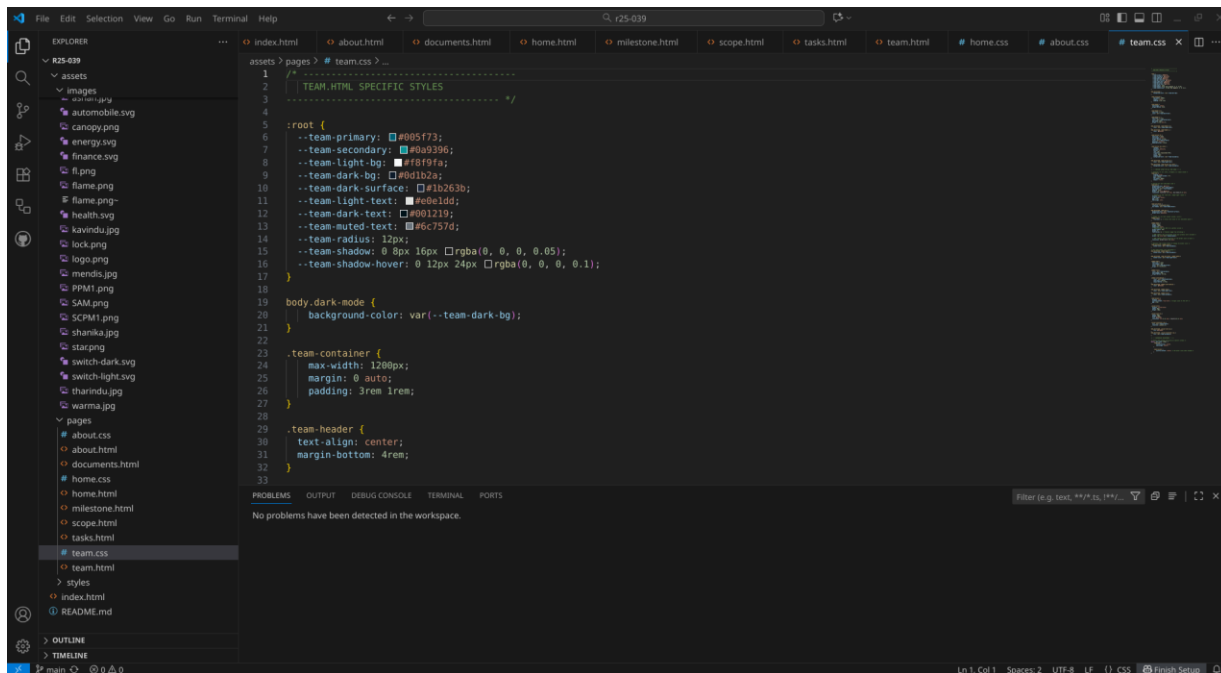 File Edit Selection View Go Run Terminal Help
r25-039
EXPLORER
R25-039
assets
images
automobile.svg
canopy.png
energy.svg
finance.svg
fl.png
flame.png
flame.png~
health.svg
kavindu.jpg
lock.png
logo.png
mendis.jpg
PPM1.png
SAM.png
SCPM1.png
shanika.jpg
star.png
switch-dark.svg
switch-light.svg
tharindu.jpg
warma.jpg
pages
# about.css
about.html
documents.html
# home.css
home.html
milestone.html
scope.html
tasks.html
# team.css
team.html
styles
index.html
README.md
OUTLINE
TIMELINE
index.html about.html documents.html home.html milestone.html scope.html tasks.html team.html # home.css # about.css # team.css
assets > pages > # team.css > ...
1 /* --------------------------------------
2 TEAM.HTML SPECIFIC STYLES
3 -------------------------------------- */
4
5 :root {
6 --team-primary: #005f73;
7 --team-secondary: #0a9396;
8 --team-light-bg: #f8f9fa;
9 --team-dark-bg: #0d1b2a;
10 --team-dark-surface: #1b263b;
11 --team-light-text: #e0e1dd;
12 --team-dark-text: #001219;
13 --team-muted-text: #6c757d;
14 --team-radius: 12px;
15 --team-shadow: 0 8px 16px rgba(0, 0, 0, 0.05);
16 --team-shadow-hover: 0 12px 24px rgba(0, 0, 0, 0.1);
17 }
18
19 body.dark-mode {
20 background-color: var(--team-dark-bg);
21 }
22
23 .team-container {
24 max-width: 1200px;
25 margin: 0 auto;
26 padding: 3rem 1rem;
27 }
28
29 .team-header {
30 text-align: center;
31 margin-bottom: 4rem;
32 }
33
PROBLEMS OUTPUT DEBUG CONSOLE TERMINAL PORTS
Filter (e.g. text, **/*.ts, !**/...
No problems have been detected in the workspace.
main 0 0
Ln 1, Col 1 Spaces: 2 UTF-8 LF {} CSS Finish Setup